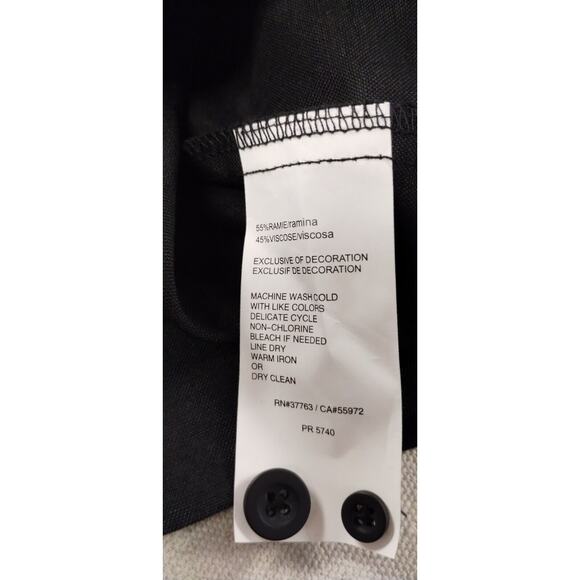 55%RAMIE/ramina
45%VISCOSE/viscosa
EXCLUSIVE OF DECORATION
EXCLUSIF DE DECORATION
MACHINE WASH COLD
WITH LIKE COLORS
DELICATE CYCLE
NON-CHLORINE
BLEACH IF NEEDED
LINE DRY
WARM IRON
OR
DRY CLEAN
RN#37763 / CA#55972
PR 5740